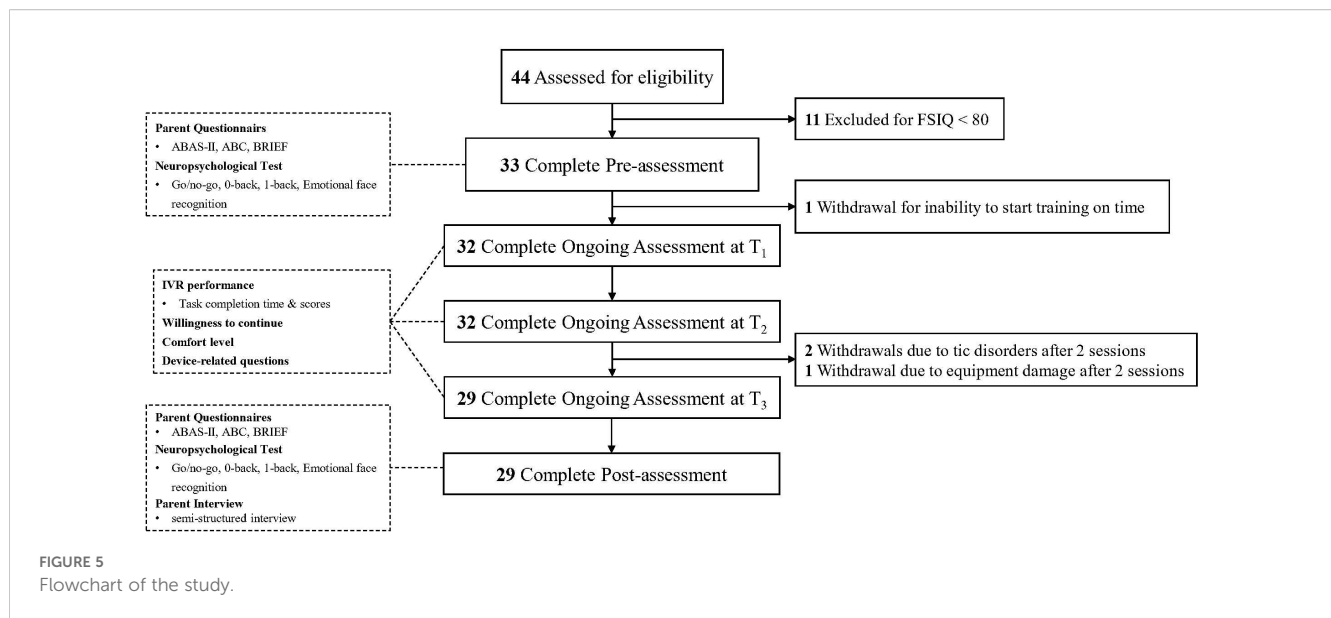 44 Assessed for eligibility
11 Excluded for FSIQ < 80
Parent Questionnairs
• ABAS-II, ABC, BRIEF
Neuropsychological Test
• Go/no-go, 0-back, 1-back, Emotional face
recognition
33 Complete Pre-assessment
1 Withdrawal for inability to start training on time
32 Complete Ongoing Assessment at T₁
IVR performance
• Task completion time & scores
Willingness to continue
Comfort level
Device-related questions
32 Complete Ongoing Assessment at T₂
2 Withdrawals due to tic disorders after 2 sessions
1 Withdrawal due to equipment damage after 2 sessions
29 Complete Ongoing Assessment at T₃
Parent Questionnaires
• ABAS-II, ABC, BRIEF
Neuropsychological Test
• Go/no-go, 0-back, 1-back, Emotional face
recognition
Parent Interview
• semi-structured interview
29 Complete Post-assessment
FIGURE 5
Flowchart of the study.